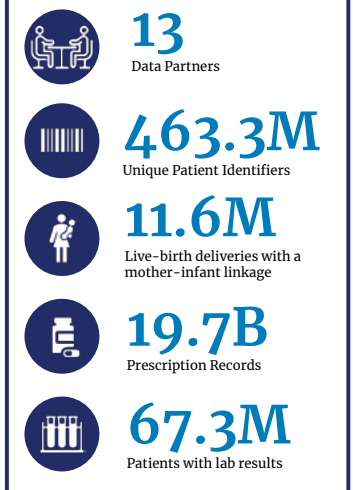 13
Data Partners
463.3M
Unique Patient Identifiers
11.6M
Live-birth deliveries with a
mother-infant linkage
19.7B
Prescription Records
67.3M
Patients with lab results